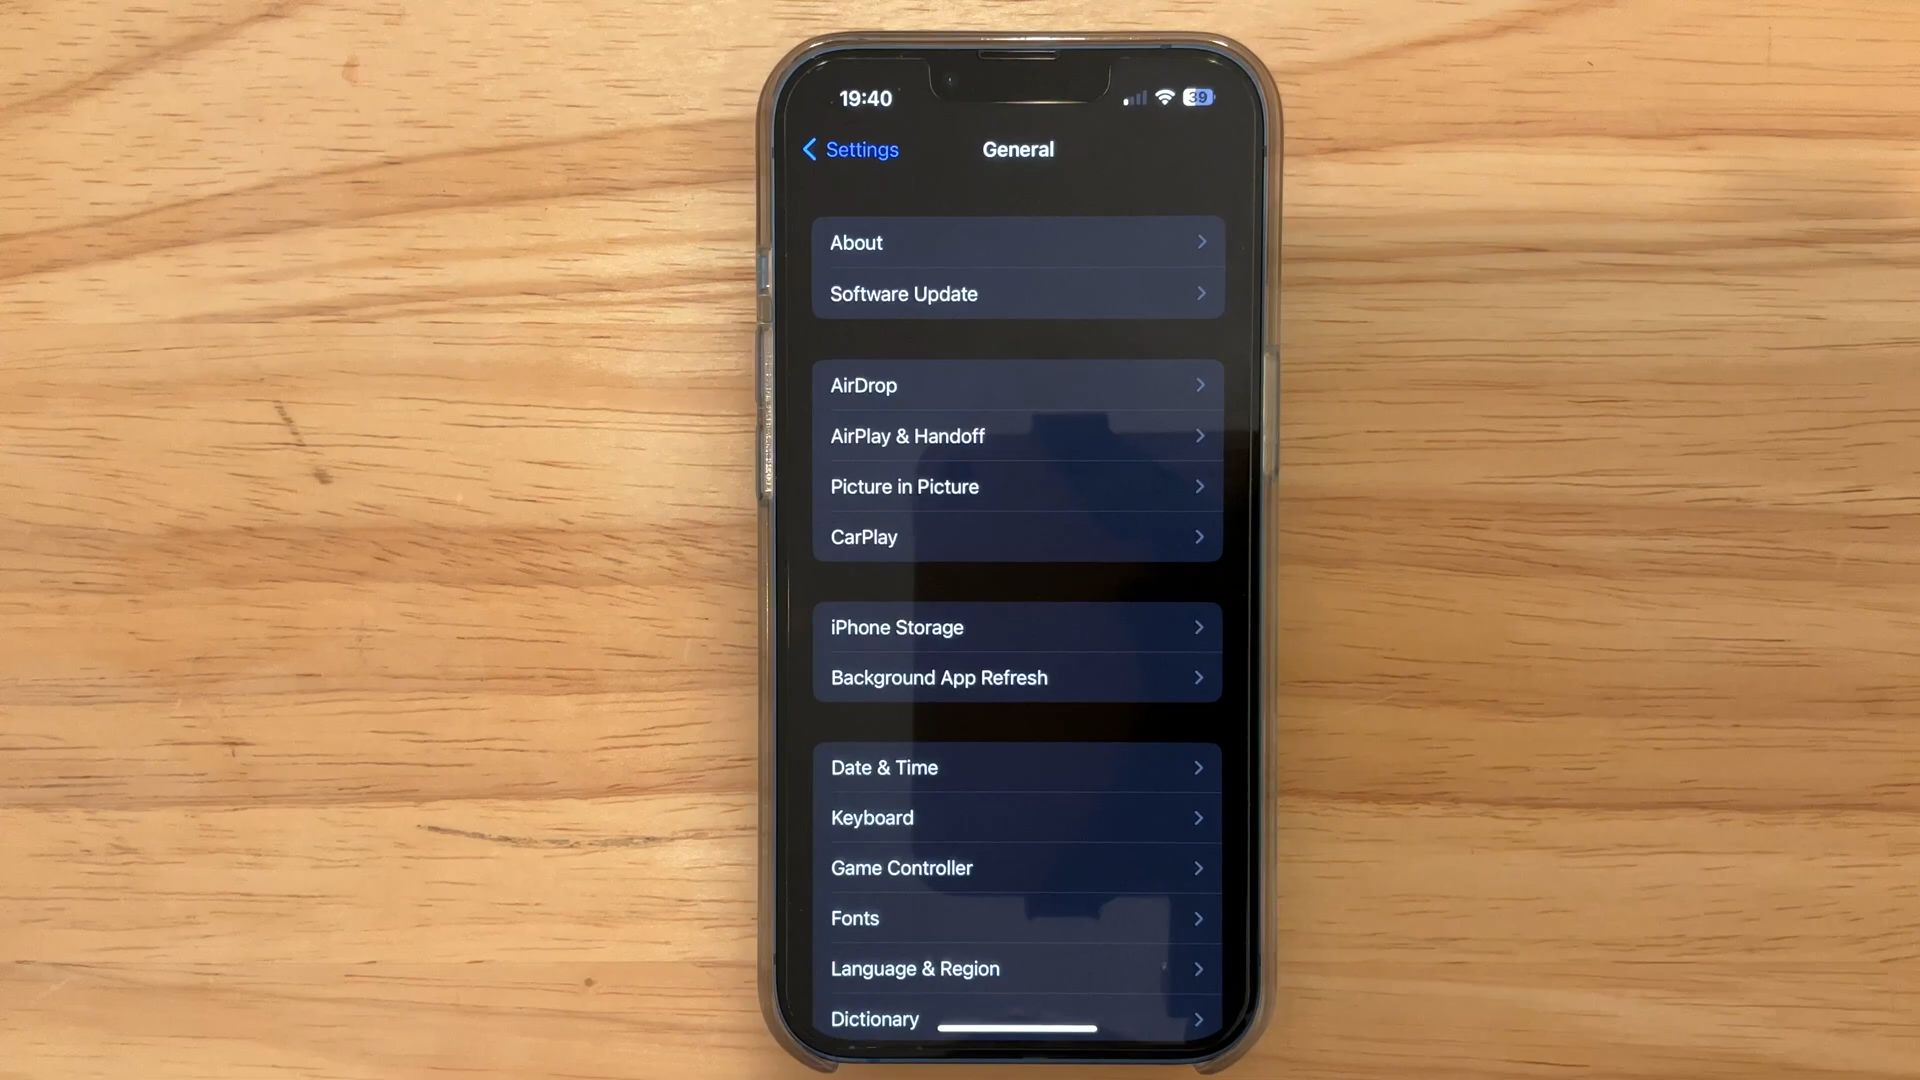 19:40
39
Settings
General
About
Software Update
AirDrop
AirPlay & Handoff
Picture in Picture
CarPlay
iPhone Storage
Background App Refresh
Date & Time
Keyboard
Game Controller
Fonts
Language & Region
Dictionary